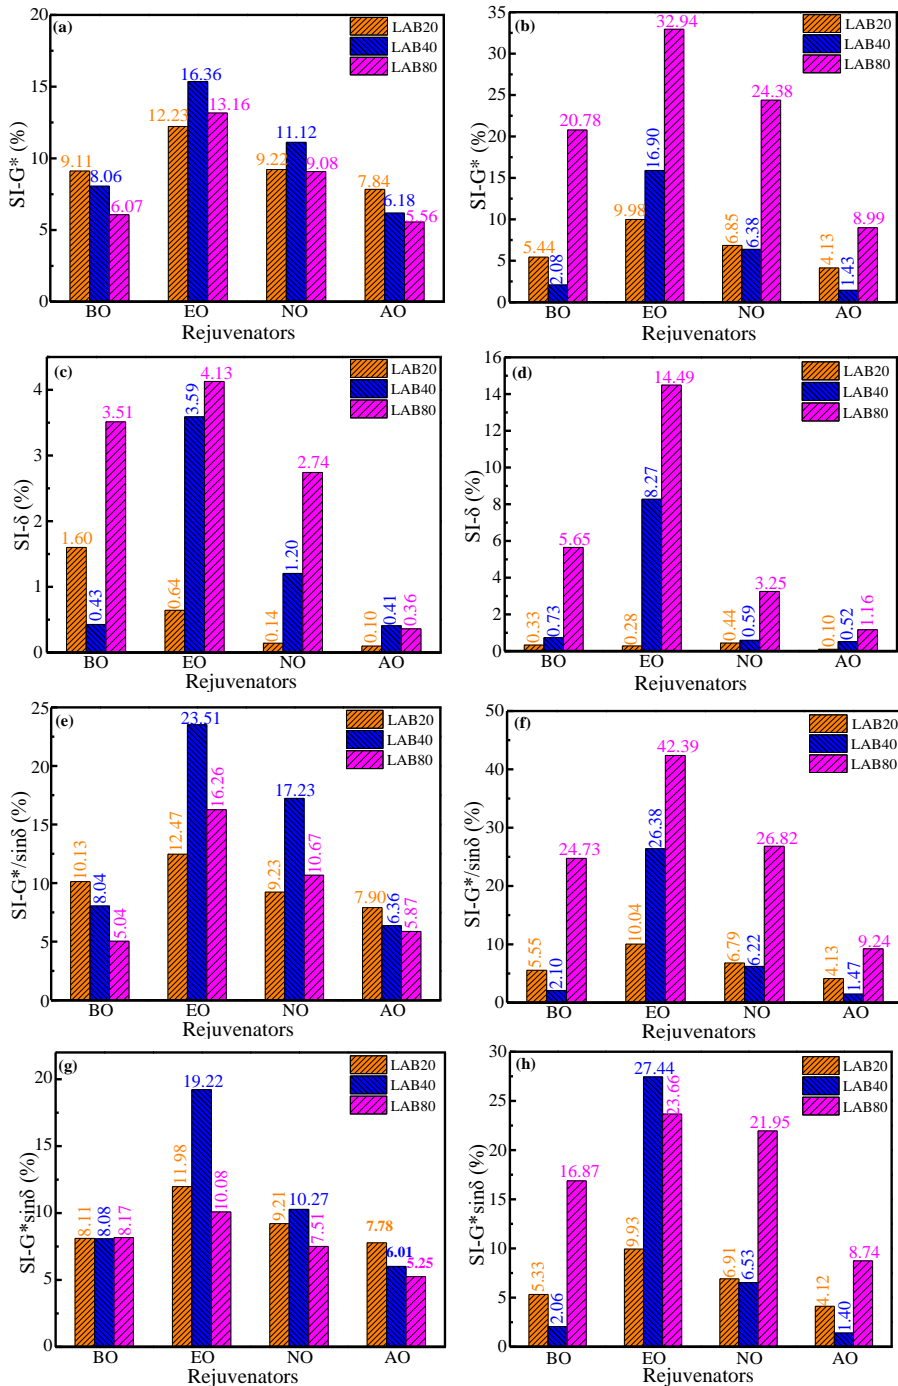 (a)
LAB20
LAB40
LAB80
SI-G* (%)
20
15
10
5
0
9.11
8.06
6.07
12.23
16.36
13.16
9.22
11.12
9.08
7.84
6.18
5.56
BO EO NO AO
Rejuvenators
(b)
LAB20
LAB40
LAB80
SI-G* (%)
35
30
25
20
15
10
5
0
5.44
2.08
20.78
9.98
16.90
32.94
6.85
6.38
24.38
4.13
1.43
8.99
BO EO NO AO
Rejuvenators
(c)
LAB20
LAB40
LAB80
SI-δ (%)
4
3
2
1
0
1.60
0.43
3.51
0.64
3.59
4.13
0.14
1.20
2.74
0.10
0.41
0.36
BO EO NO AO
Rejuvenators
(d)
LAB20
LAB40
LAB80
SI-δ (%)
16
14
12
10
8
6
4
2
0
0.33
0.73
5.65
0.28
8.27
14.49
0.44
0.59
3.25
0.10
0.52
1.16
BO EO NO AO
Rejuvenators
(e)
LAB20
LAB40
LAB80
SI-G*/sinδ (%)
25
20
15
10
5
0
10.13
8.04
5.04
12.47
23.51
16.26
9.23
17.23
10.67
7.90
6.36
5.87
BO EO NO AO
Rejuvenators
(f)
LAB20
LAB40
LAB80
SI-G*/sinδ (%)
50
40
30
20
10
0
5.55
2.10
24.73
10.04
26.38
42.39
6.79
6.22
26.82
4.13
1.47
9.24
BO EO NO AO
Rejuvenators
(g)
LAB20
LAB40
LAB80
SI-G*sinδ (%)
20
15
10
5
0
8.11
8.08
8.17
11.98
19.22
10.08
9.21
10.27
7.51
7.78
6.01
5.25
BO EO NO AO
Rejuvenators
(h)
LAB20
LAB40
LAB80
SI-G*sinδ (%)
30
25
20
15
10
5
0
5.33
2.06
16.87
9.93
27.44
23.66
6.91
6.53
21.95
4.12
1.40
8.74
BO EO NO AO
Rejuvenators